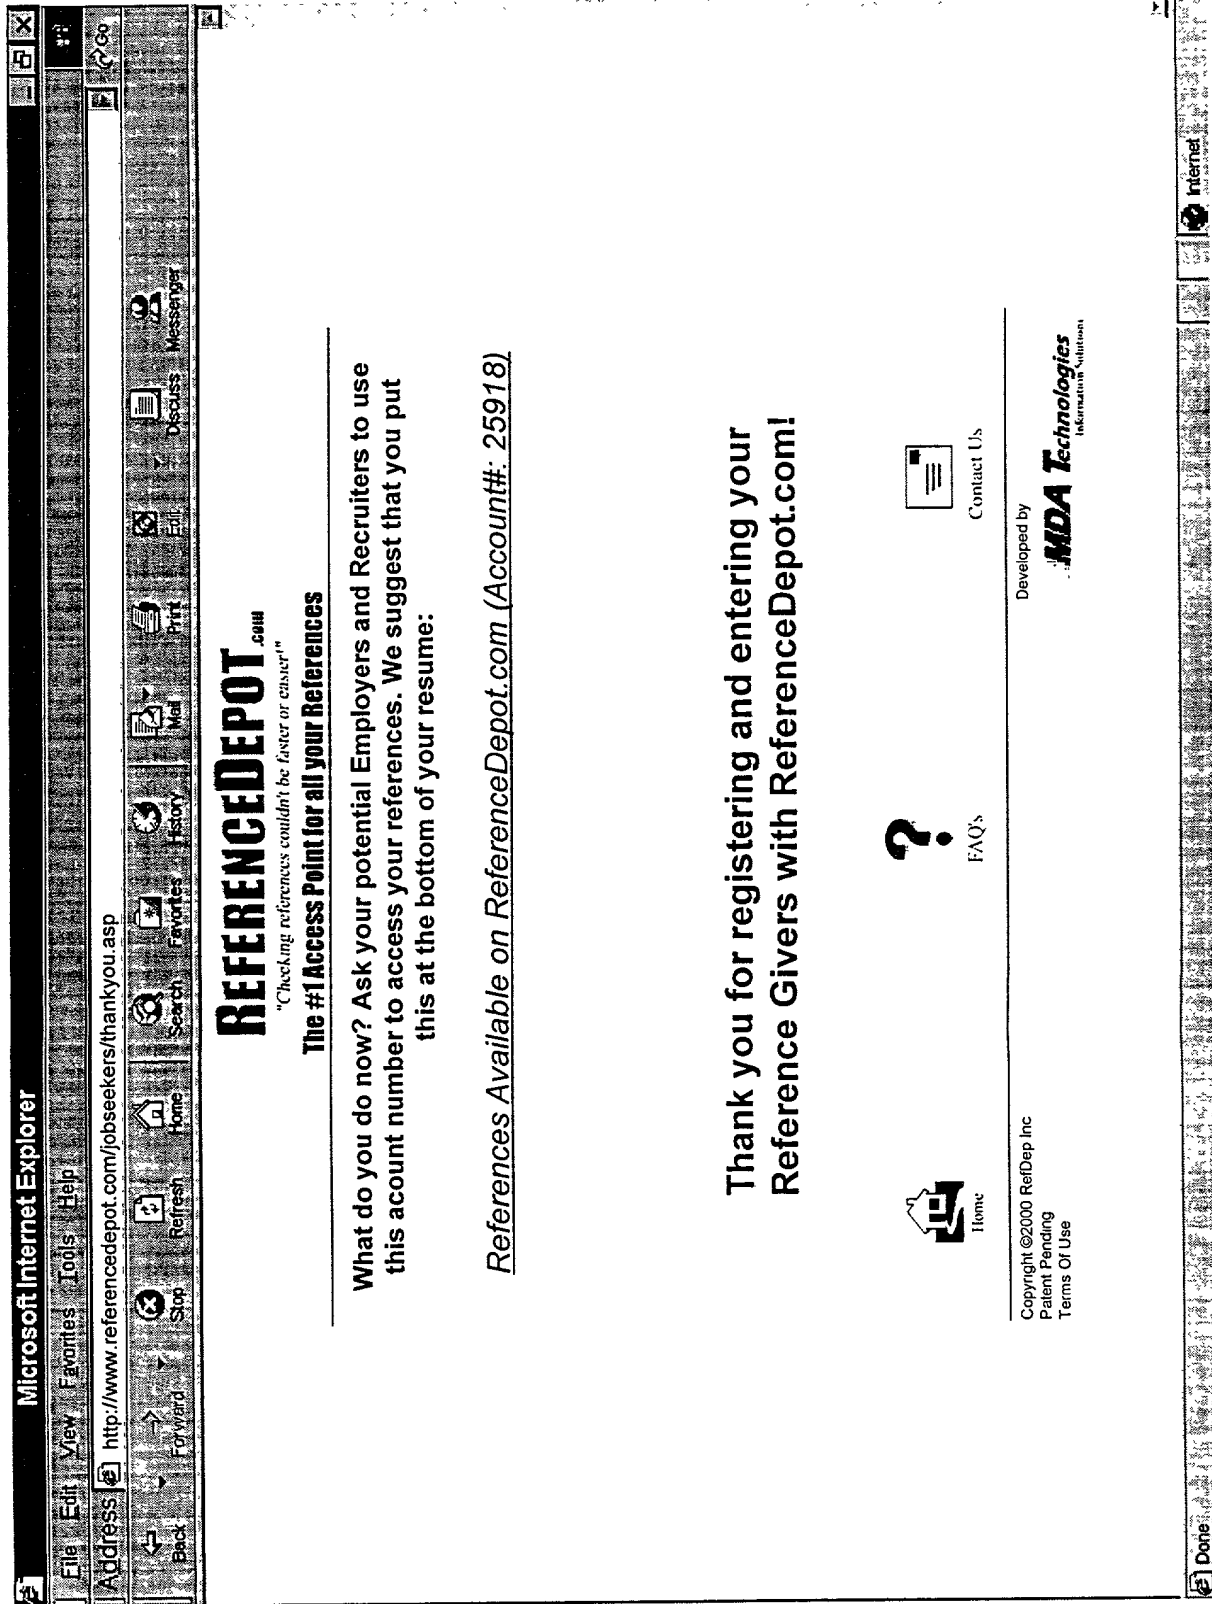 Microsoft Internet Explorer
File Edit View Favorites Tools Help
Address http://www.referencedepot.com/jobseekers/thankyou.asp Go
Back Forward Stop Refresh Home Search Favorites History Mail Print Edit Discuss Messenger
REFERENCEDEPOT.com
"Checking references couldn't be faster or easier!"
The #1 Access Point for all your References
What do you do now? Ask your potential Employers and Recruiters to use
this account number to access your references. We suggest that you put
this at the bottom of your resume:
References Available on ReferenceDepot.com (Account#: 25918)
Thank you for registering and entering your
Reference Givers with ReferenceDepot.com!
Home FAQ's Contact Us
Copyright ©2000 RefDep Inc
Patent Pending
Terms Of Use
Developed by
MDA Technologies
Information Solutions
Done Internet